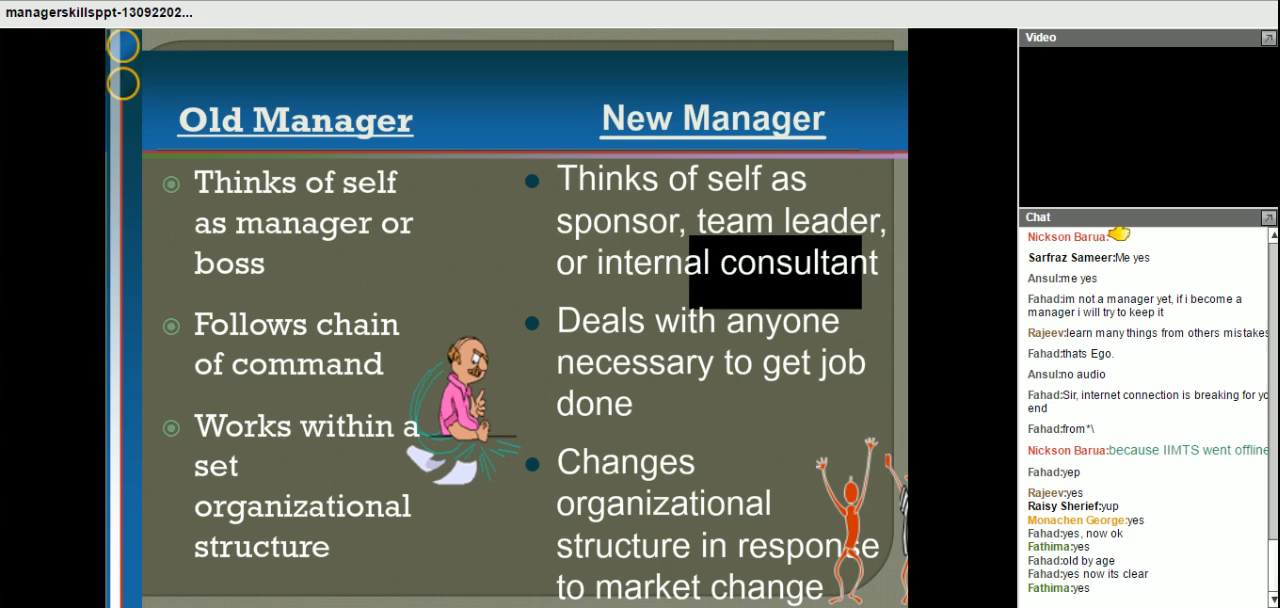 managerskillsppt-13092202...
Old Manager
Thinks of self
as manager or
boss
Follows chain
of command
Works within a
set
organizational
structure
New Manager
Thinks of self as
sponsor, team leader,
or internal consultant
Deals with anyone
necessary to get job
done
Changes
organizational
structure in response
to market change
Video
Chat
Nickson Barua:
Sarfraz Sameer:Me yes
Ansul:me yes
Fahad:im not a manager yet, if i become a
manager i will try to keep it
Rajeev:learn many things from others mistakes
Fahad:thats Ego.
Ansul:no audio
Fahad:Sir, internet connection is breaking for yo
end
Fahad:from*\
Nickson Barua:because IIMTS went offline
Fahad:yep
Rajeev:yes
Raisy Sherief:yup
Monachen George:yes
Fahad:yes, now ok
Fathima:yes
Fahad:old by age
Fahad:yes now its clear
Fathima:yes